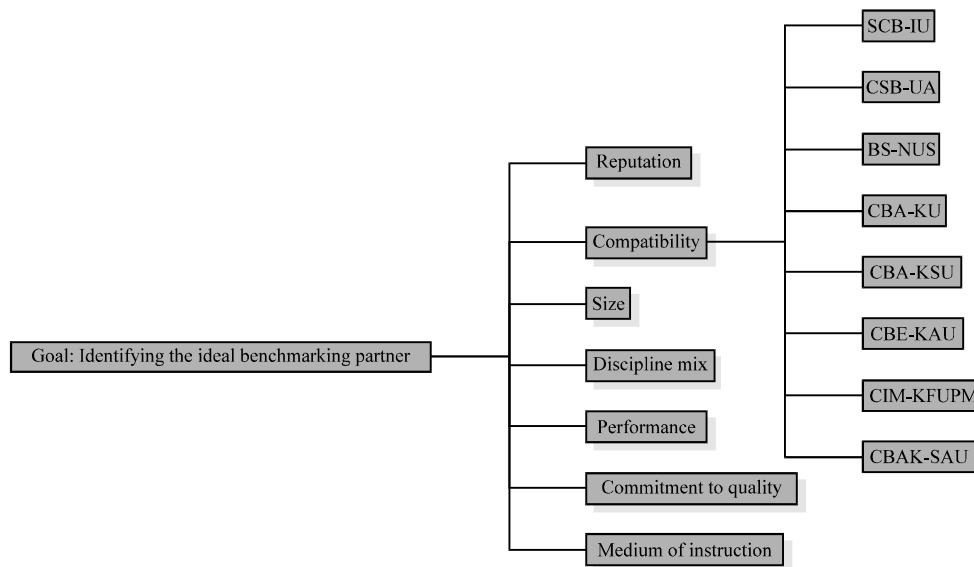 Goal: Identifying the ideal benchmarking partner
Reputation
Compatibility
Size
Discipline mix
Performance
Commitment to quality
Medium of instruction
SCB-IU
CSB-UA
BS-NUS
CBA-KU
CBA-KSU
CBE-KAU
CIM-KFUPM
CBAK-SAU